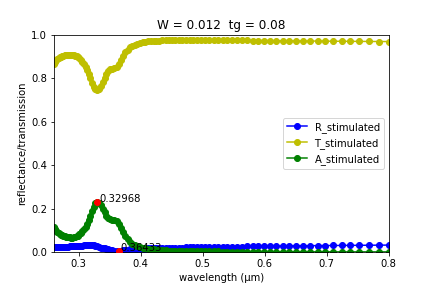 W = 0.012 tg = 0.08
reflectance/transmission
1.0
0.8
0.6
0.4
0.2
0.0
R_stimulated
T_stimulated
A_stimulated
0.32968
0.36433
0.3 0.4 0.5 0.6 0.7 0.8
wavelength (μm)